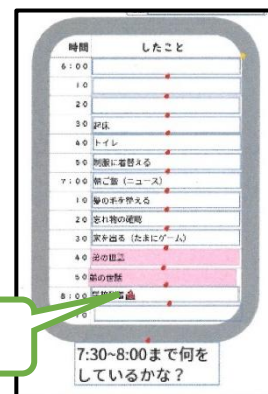 時間 したこと
6:00
10
20
30 起床
40 トイレ
50 制服に着替える
7:00 朝ご飯（ニュース）
10 髪の毛を整える
20 忘れ物の確認
30 家を出る（たまにゲーム）
40 弟の世話
50 弟の世話
8:00
10
7:30~8:00まで何を
しているかな？